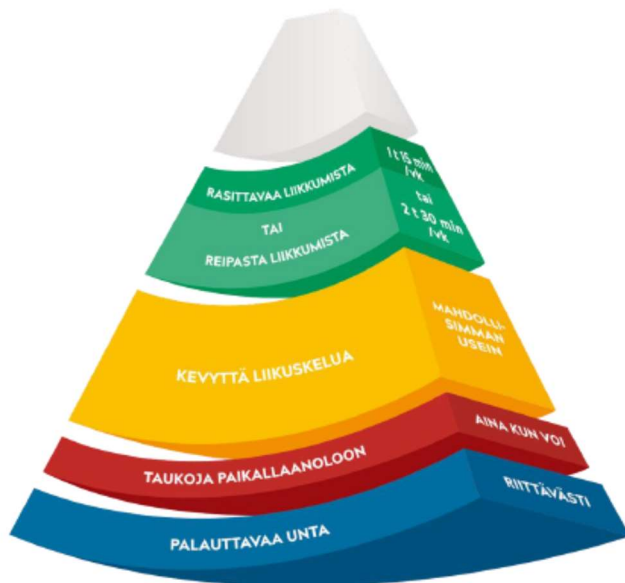 RASITTAVAA LIIKKUMISTA
1 t 15 min
/vk
TAI
REIPASTA LIIKKUMISTA
tai
2 t 30 min
/vk
KEVYTTÄ LIIKUSKELUA
MAHDOLLI-
SIMMAN
USEIN
TAUKOJA PAIKALLAANOLOON
AINA KUN VOI
PALAUTTAVAA UNTA
RIITTÄVÄSTI